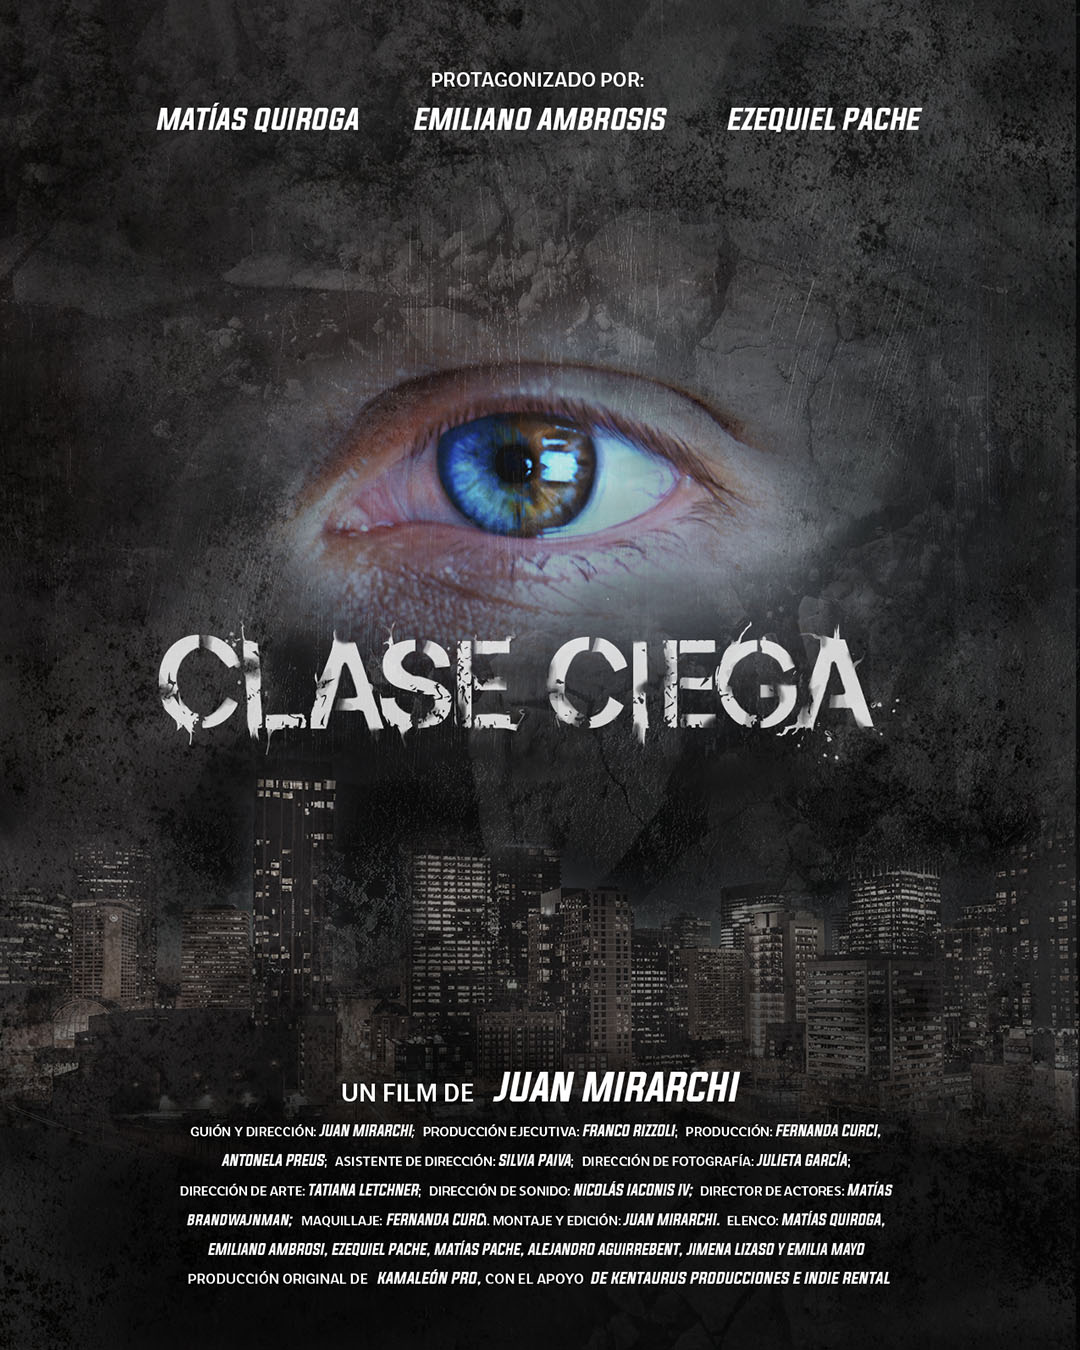 PROTAGONIZADO POR:
MATÍAS QUIROGA EMILIANO AMBROSIS EZEQUIEL PACHE
CLASE CIEGA
UN FILM DE JUAN MIRARCHI
GUIÓN Y DIRECCIÓN: JUAN MIRARCHI; PRODUCCIÓN EJECUTIVA: FRANCO RIZZOLI; PRODUCCIÓN: FERNANDA CURCI,
ANTONELA PREUS; ASISTENTE DE DIRECCIÓN: SILVIA PAIVA; DIRECCIÓN DE FOTOGRAFÍA: JULIETA GARCÍA;
DIRECCIÓN DE ARTE: TATIANA LETCHNER; DIRECCIÓN DE SONIDO: NICOLÁS IACONIS IV; DIRECTOR DE ACTORES: MATÍAS
BRANDWAJNMAN; MAQUILLAJE: FERNANDA CURCI. MONTAJE Y EDICIÓN: JUAN MIRARCHI. ELENCO: MATÍAS QUIROGA,
EMILIANO AMBROSI, EZEQUIEL PACHE, MATÍAS PACHE, ALEJANDRO AGUIRREBENT, JIMENA LIZASO Y EMILIA MAYO
PRODUCCIÓN ORIGINAL DE KAMALEÓN PRO, CON EL APOYO DE KENTAURUS PRODUCCIONES E INDIE RENTAL